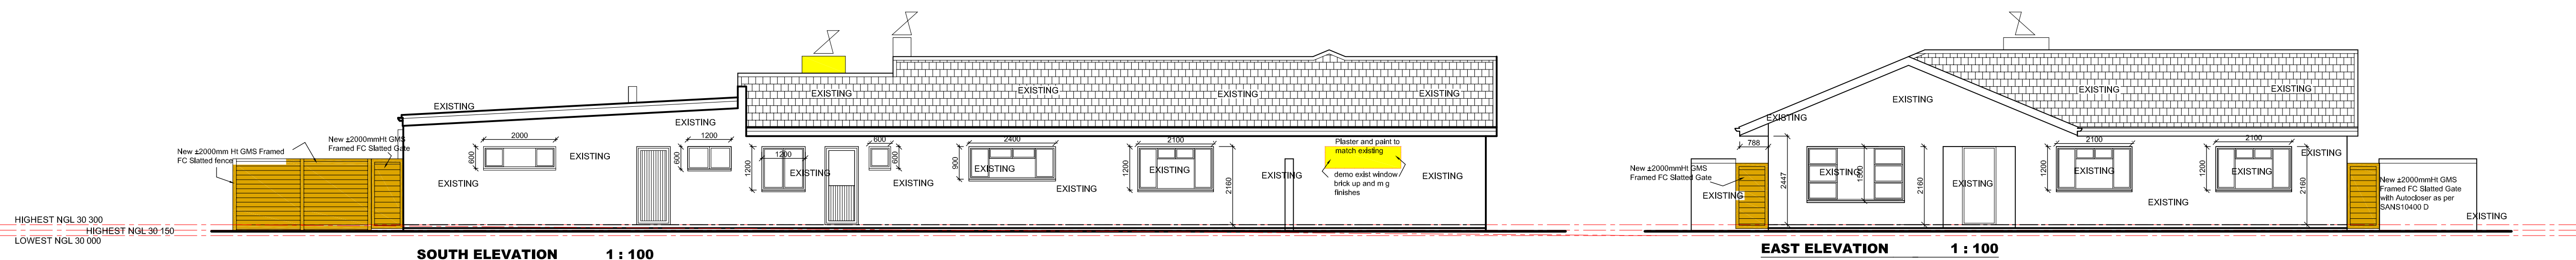 EXISTING
EXISTING
EXISTING
EXISTING
EXISTING
EXISTING
New ±2000mm Ht GMS Framed
FC Slatted fence
New ±2000mmHt GMS
Framed FC Slatted Gate
2000
600
EXISTING
EXISTING
1200
600
1200
1200
EXISTING
600
600
EXISTING
2400
900
EXISTING
EXISTING
2100
1200
EXISTING
2160
EXISTING
Plaster and paint to
match existing
demo exist window
brick up and m g
finishes
EXISTING
HIGHEST NGL 30 300
HIGHEST NGL 30 150
LOWEST NGL 30 000
SOUTH ELEVATION 1 : 100
EXISTING
EXISTING
EXISTING
EXISTING
788
2447
New ±2000mmHt GMS
Framed FC Slatted Gate
EXISTING
EXISTING
1500
2160
EXISTING
2100
1200
EXISTING
EXISTING
2100
1200
EXISTING
2160
EXISTING
New ±2000mmHt GMS
Framed FC Slatted Gate
with Autocloser as per
SANS10400 D
EXISTING
EAST ELEVATION 1 : 100